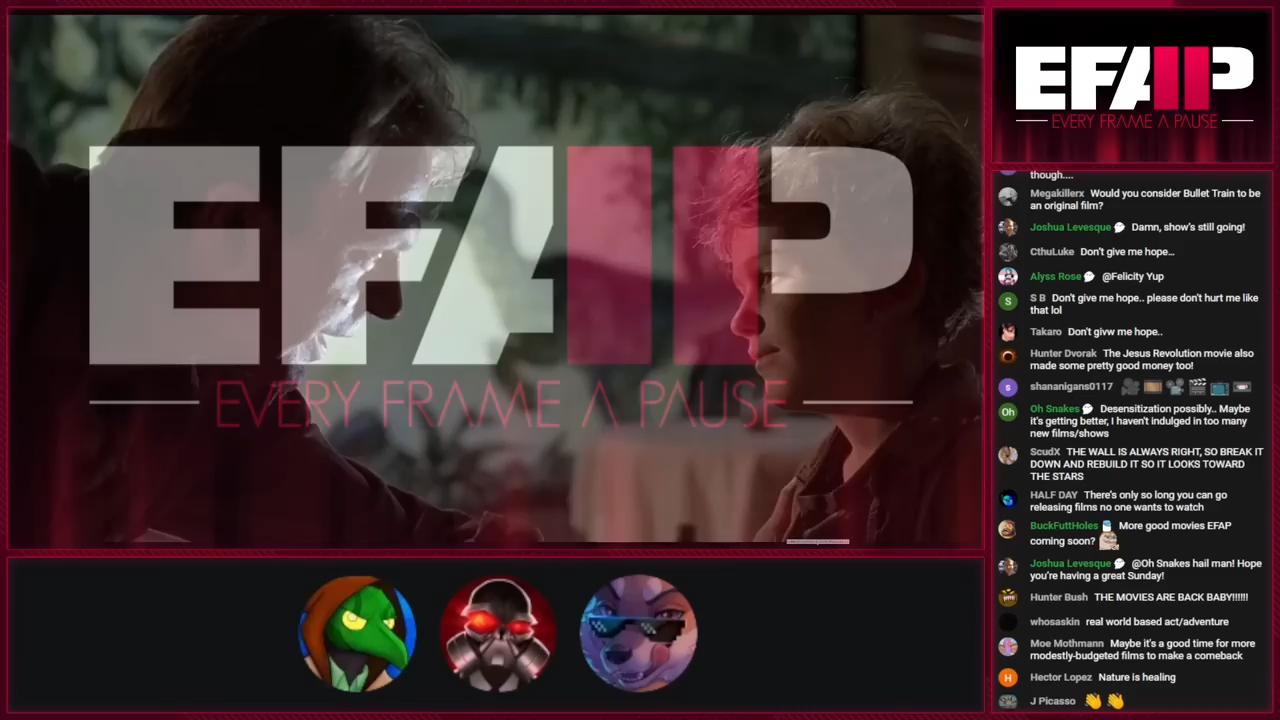 EFAP
EVERY FRAME A PAUSE
EFAP
EVERY FRAME A PAUSE
though....
Megakillerx Would you consider Bullet Train to be
an original film?
Joshua Levesque Damn, show's still going!
CthuLuke Don't give me hope...
Alyss Rose @Felicity Yup
S B Don't give me hope.. please don't hurt me like
that lol
Takaro Don't givw me hope..
Hunter Dvorak The Jesus Revolution movie also
made some pretty good money too!
shananigans0117
Oh Snakes Desensitization possibly.. Maybe
it's getting better, I haven't indulged in too many
new films/shows
ScudX THE WALL IS ALWAYS RIGHT, SO BREAK IT
DOWN AND REBUILD IT SO IT LOOKS TOWARD
THE STARS
HALF DAY There's only so long you can go
releasing films no one wants to watch
BuckFuttHoles More good movies EFAP
coming soon?
Joshua Levesque @Oh Snakes hail man! Hope
you're having a great Sunday!
Hunter Bush THE MOVIES ARE BACK BABY!!!!!!
whosaskin real world based act/adventure
Moe Mothmann Maybe it's a good time for more
modestly-budgeted films to make a comeback
Hector Lopez Nature is healing
J Picasso
S
s
Oh
H